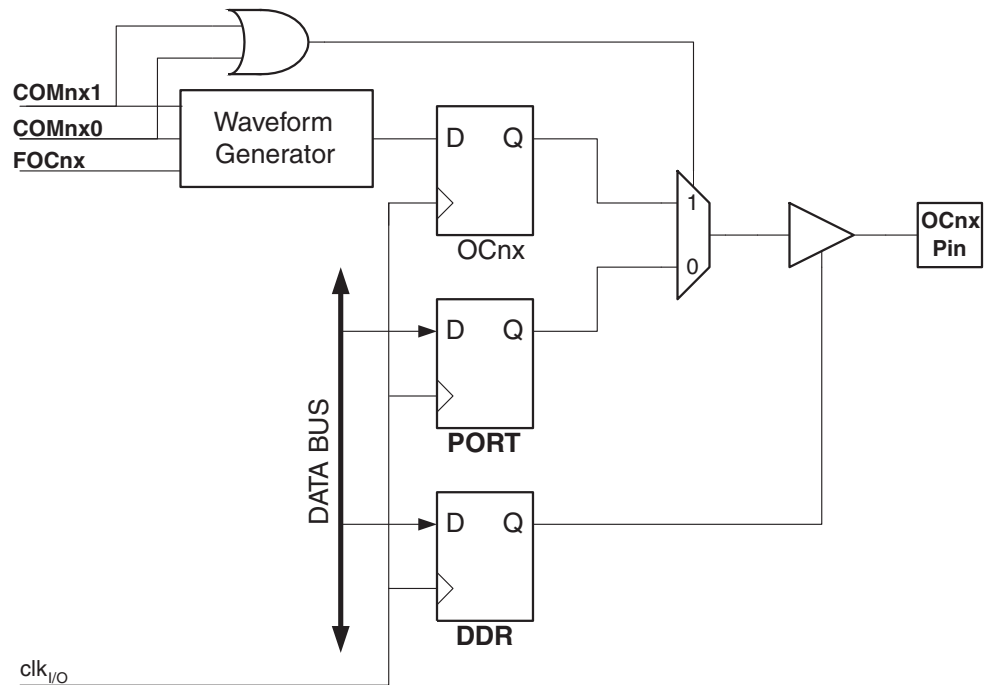 COMnx1
COMnx0
FOCnx
Waveform
Generator
D Q
OCnx
1
0
OCnx
Pin
D Q
PORT
DATA BUS
D Q
DDR
clkI/O